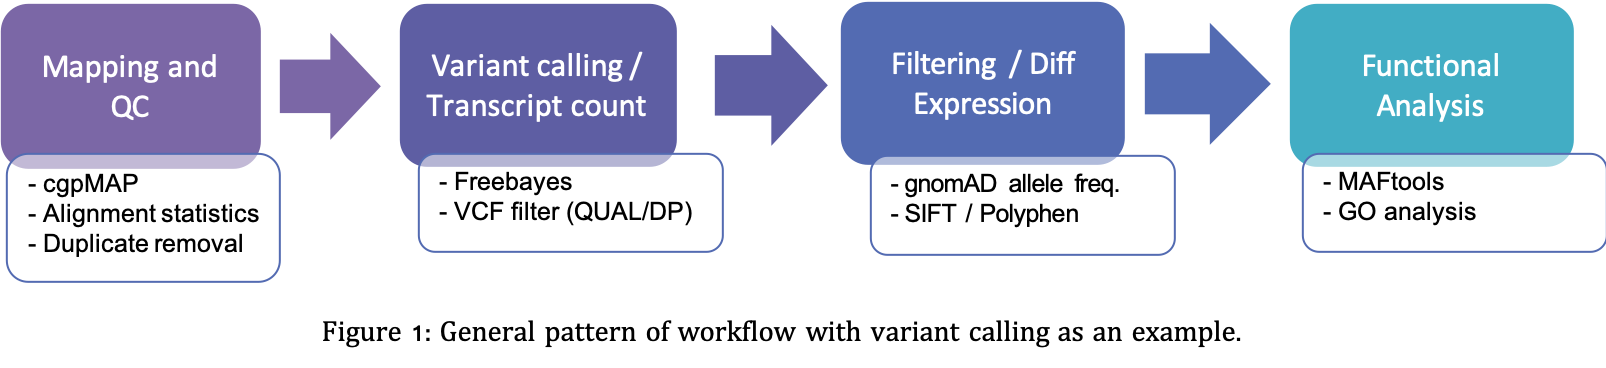 Mapping and
QC
- cgpMAP
- Alignment statistics
- Duplicate removal
Variant calling /
Transcript count
- Freebayes
- VCF filter (QUAL/DP)
Filtering / Diff
Expression
- gnomAD allele freq.
- SIFT / Polyphen
Functional
Analysis
- MAFtools
- GO analysis
Figure 1: General pattern of workflow with variant calling as an example.